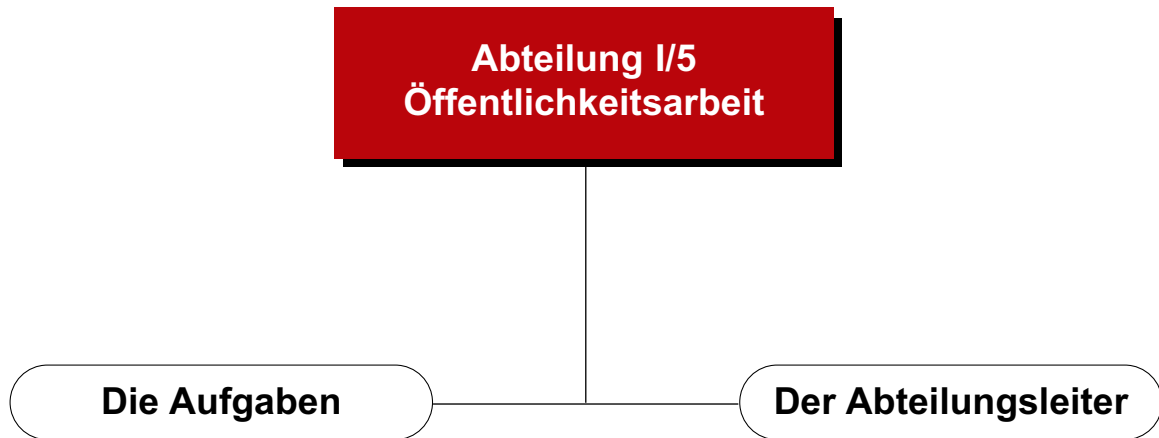 Abteilung I/5
Öffentlichkeitsarbeit
Die Aufgaben
Der Abteilungsleiter